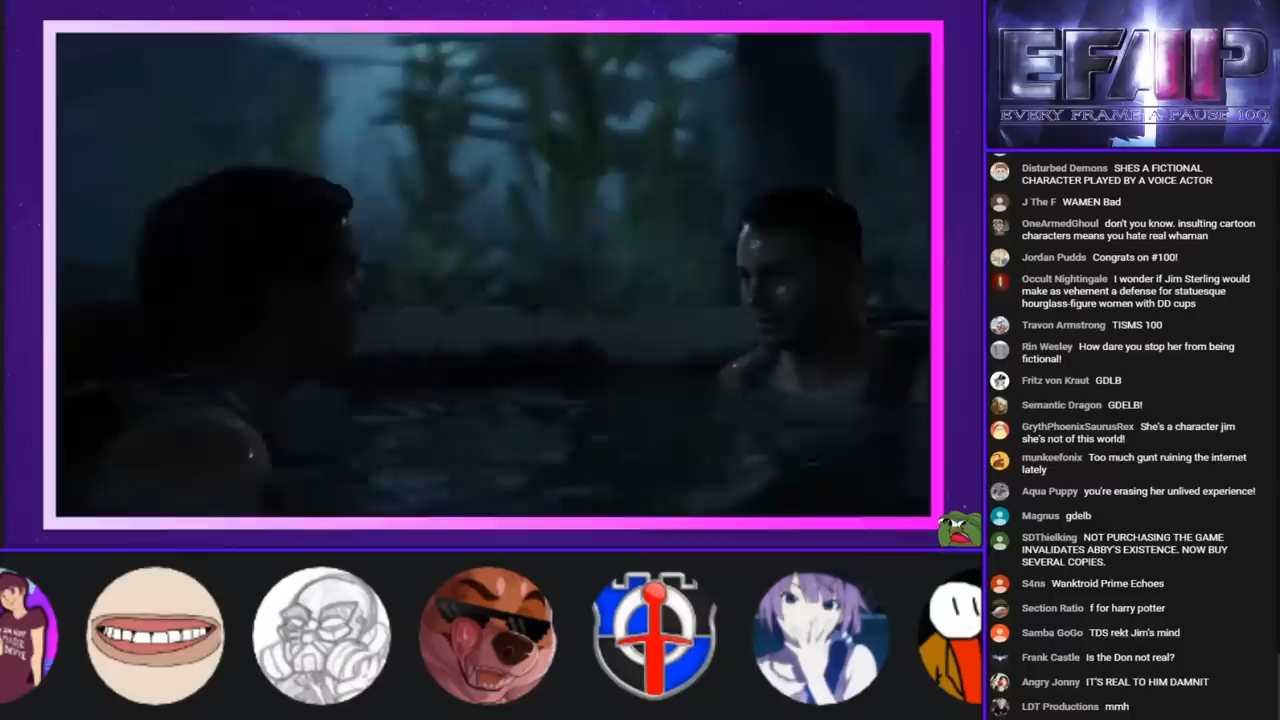 EFAP
EVERY FRAME A PAUSE 100
Disturbed Demons SHES A FICTIONAL
CHARACTER PLAYED BY A VOICE ACTOR
J The F WAMEN Bad
OneArmedGhoul don't you know. insulting cartoon
characters means you hate real whaman
Jordan Pudds Congrats on #100!
Occult Nightingale I wonder if Jim Sterling would
make as vehement a defense for statuesque
hourglass-figure women with DD cups
Travon Armstrong TISMS 100
Rin Wesley How dare you stop her from being
fictional!
Fritz von Kraut GDLB
Semantic Dragon GDELB!
GrythPhoenixSaurusRex She's a character jim
she's not of this world!
munkeefonix Too much gunt ruining the internet
lately
Aqua Puppy you're erasing her unlived experience!
Magnus gdelb
SDThielking NOT PURCHASING THE GAME
INVALIDATES ABBY'S EXISTENCE. NOW BUY
SEVERAL COPIES.
S4ns Wanktroid Prime Echoes
Section Ratio f for harry potter
Samba GoGo TDS rekt Jim's mind
Frank Castle Is the Don not real?
Angry Jonny IT'S REAL TO HIM DAMNIT
LDT Productions mmh